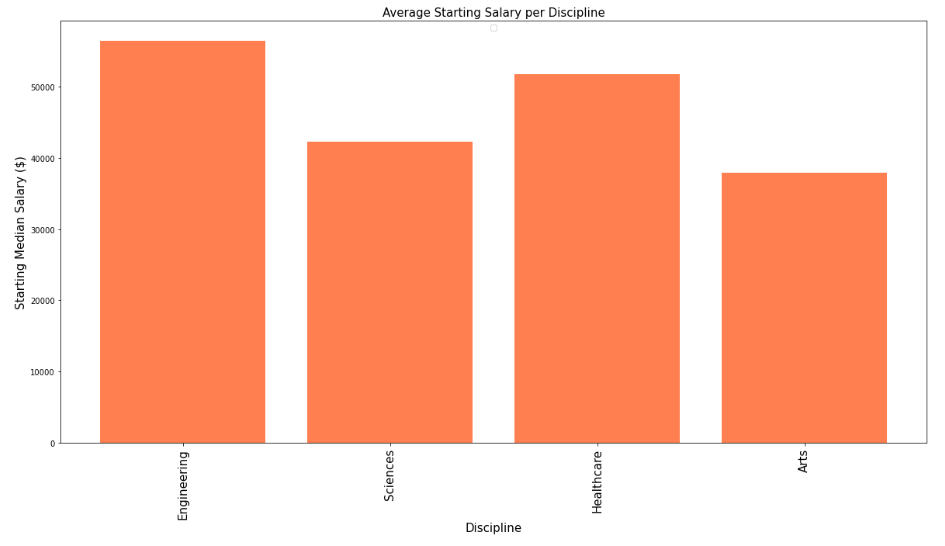 Average Starting Salary per Discipline
Starting Median Salary ($)
50000
40000
30000
20000
10000
0
Engineering
Sciences
Healthcare
Arts
Discipline